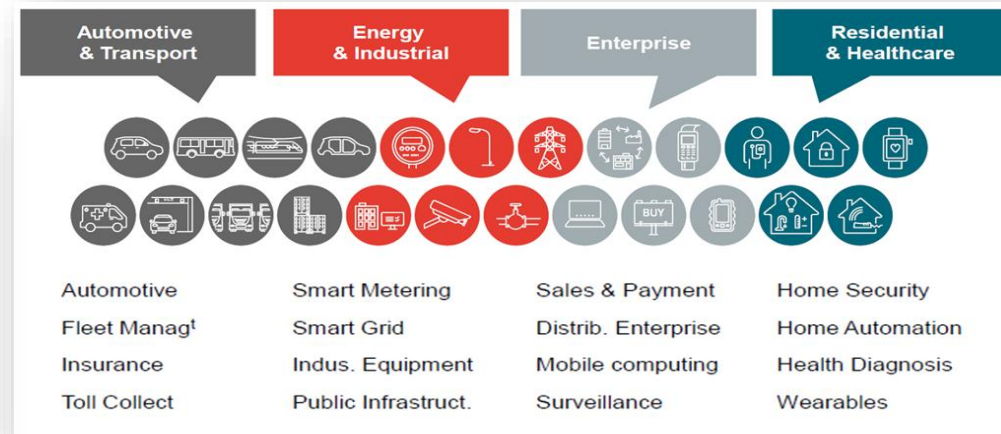 Automotive
& Transport
Energy
& Industrial
Enterprise
Residential
& Healthcare
BUY
Automotive
Fleet Managᵗ
Insurance
Toll Collect
Smart Metering
Smart Grid
Indus. Equipment
Public Infrastruct.
Sales & Payment
Distrib. Enterprise
Mobile computing
Surveillance
Home Security
Home Automation
Health Diagnosis
Wearables